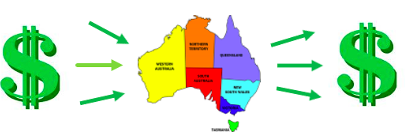 NORTHERN
TERRITORY
QUEENSLAND
WESTERN
AUSTRALIA
SOUTH
AUSTRALIA
NEW
SOUTH WALES
TASMANIA